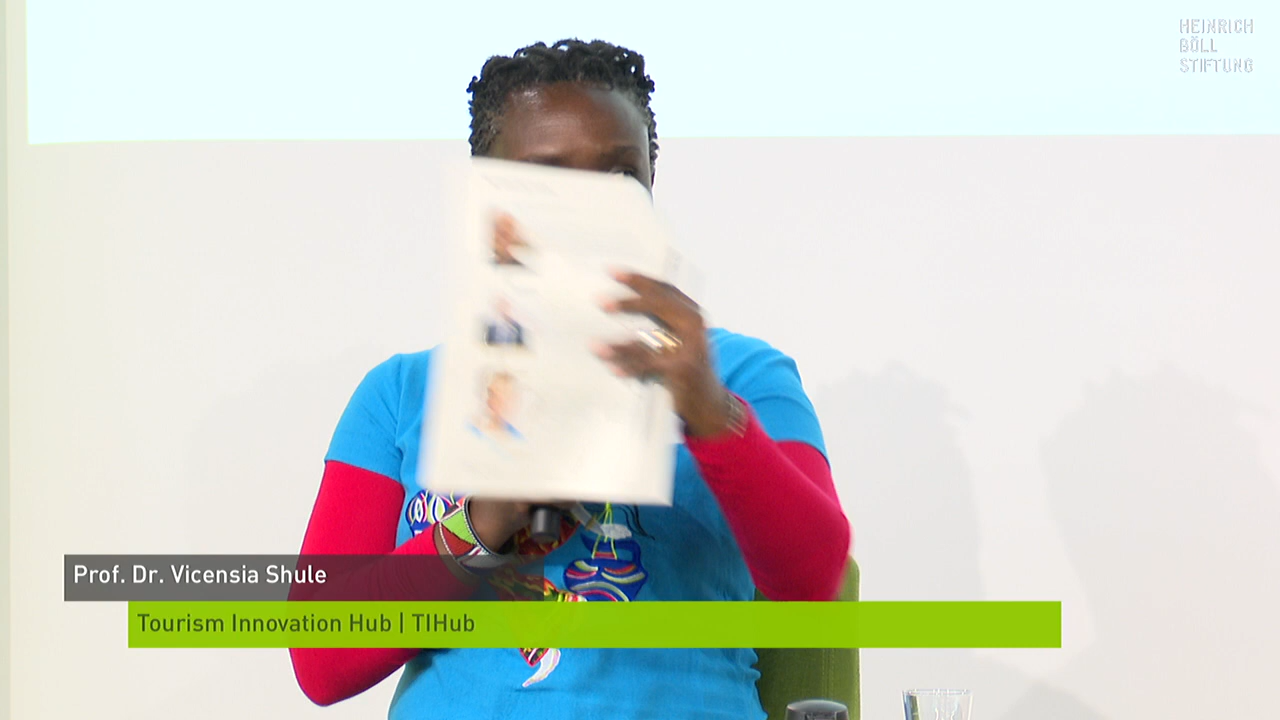 HEINRICH
BÖLL
STIFTUNG
Prof. Dr. Vicensia Shule
Tourism Innovation Hub | TIHub